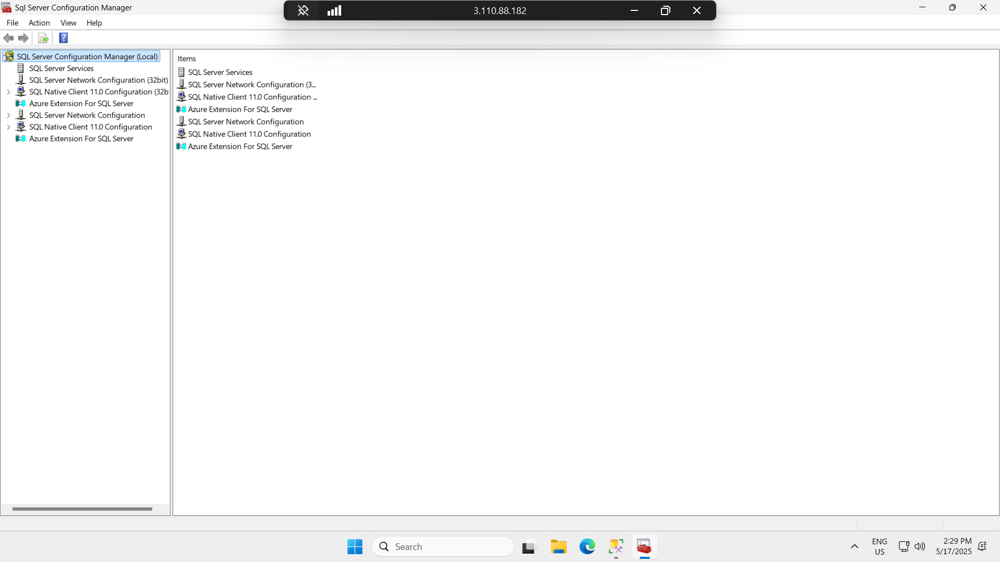 Sql Server Configuration Manager
3.110.88.182
File Action View Help
SQL Server Configuration Manager (Local)
SQL Server Services
SQL Server Network Configuration (32bit)
SQL Native Client 11.0 Configuration (32b
Azure Extension For SQL Server
SQL Server Network Configuration
SQL Native Client 11.0 Configuration
Azure Extension For SQL Server
Items
SQL Server Services
SQL Server Network Configuration (3...
SQL Native Client 11.0 Configuration ...
Azure Extension For SQL Server
SQL Server Network Configuration
SQL Native Client 11.0 Configuration
Azure Extension For SQL Server
Search
ENG
US
2:29 PM
5/17/2025